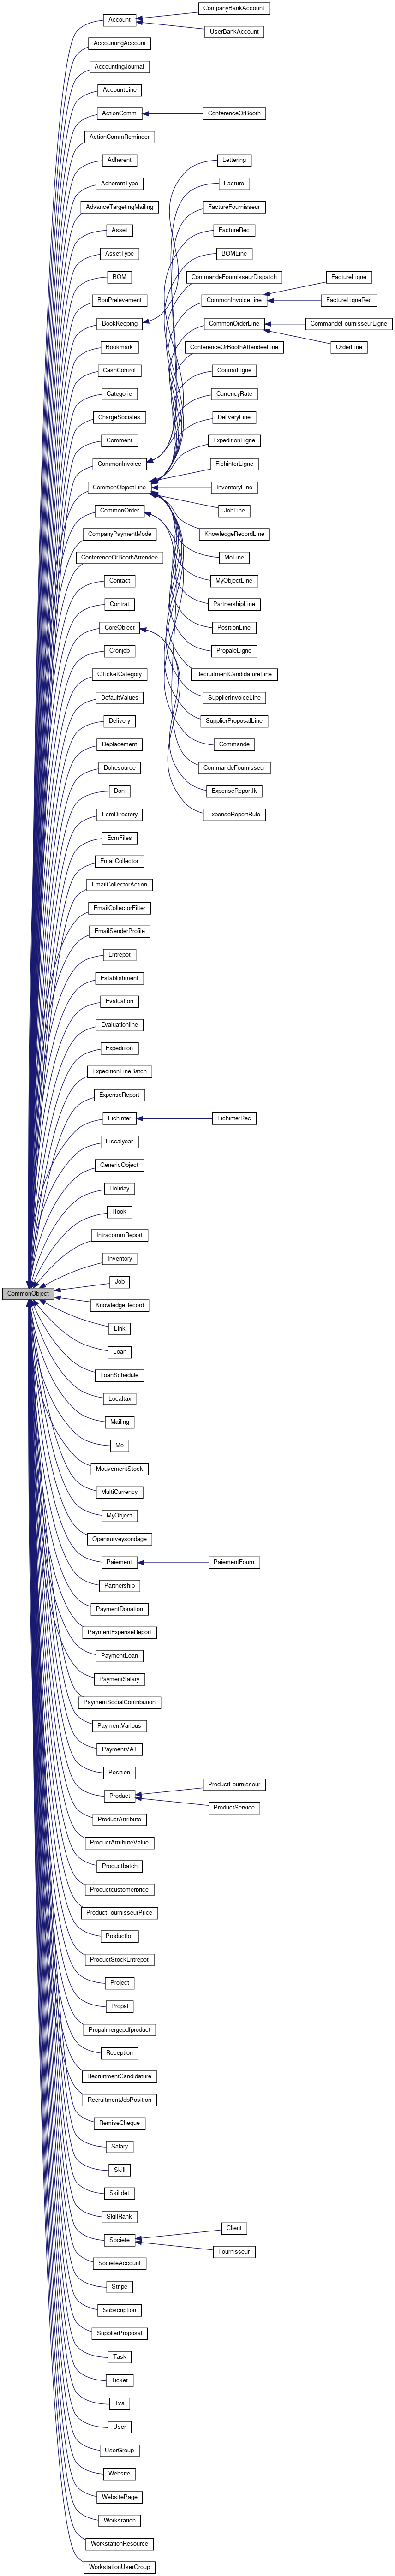 CompanyBankAccount
Account
UserBankAccount
AccountingAccount
AccountingJournal
AccountLine
ActionComm
ConferenceOrBooth
ActionCommReminder
Adherent
Lettering
AdherentType
Facture
AdvanceTargetingMailing
FactureFournisseur
Asset
FactureRec
AssetType
BOMLine
BOM
CommandeFournisseurDispatch
FactureLigne
BonPrelevement
CommonInvoiceLine
FactureLigneRec
BookKeeping
CommonOrderLine
CommandeFournisseurLigne
Bookmark
ConferenceOrBoothAttendeeLine
OrderLine
CashControl
ContratLigne
Categorie
CurrencyRate
ChargeSociales
DeliveryLine
Comment
ExpeditionLigne
CommonInvoice
FichinterLigne
CommonObjectLine
InventoryLine
CommonOrder
JobLine
CompanyPaymentMode
KnowledgeRecordLine
ConferenceOrBoothAttendee
MoLine
Contact
MyObjectLine
Contrat
PartnershipLine
CoreObject
PositionLine
Cronjob
PropaleLigne
CTicketCategory
RecruitmentCandidatureLine
DefaultValues
SupplierInvoiceLine
Delivery
SupplierProposalLine
Deplacement
Commande
Dolresource
CommandeFournisseur
Don
ExpenseReportIk
EcmDirectory
ExpenseReportRule
EcmFiles
EmailCollector
EmailCollectorAction
EmailCollectorFilter
EmailSenderProfile
Entrepot
Establishment
Evaluation
Evaluationline
Expedition
ExpeditionLineBatch
ExpenseReport
Fichinter
FichinterRec
Fiscalyear
GenericObject
Holiday
Hook
IntracommReport
Inventory
Job
CommonObject
KnowledgeRecord
Link
Loan
LoanSchedule
Localtax
Mailing
Mo
MouvementStock
MultiCurrency
MyObject
Opensurveysondage
Paiement
PaiementFourn
Partnership
PaymentDonation
PaymentExpenseReport
PaymentLoan
PaymentSalary
PaymentSocialContribution
PaymentVarious
PaymentVAT
Position
ProductFournisseur
Product
ProductService
ProductAttribute
ProductAttributeValue
Productbatch
Productcustomerprice
ProductFournisseurPrice
Productlot
ProductStockEntrepot
Project
Propal
Propalmergepdfproduct
Reception
RecruitmentCandidature
RecruitmentJobPosition
RemiseCheque
Salary
Skill
Skilldet
SkillRank
Client
Societe
Fournisseur
SocieteAccount
Stripe
Subscription
SupplierProposal
Task
Ticket
Tva
User
UserGroup
Website
WebsitePage
Workstation
WorkstationResource
WorkstationUserGroup